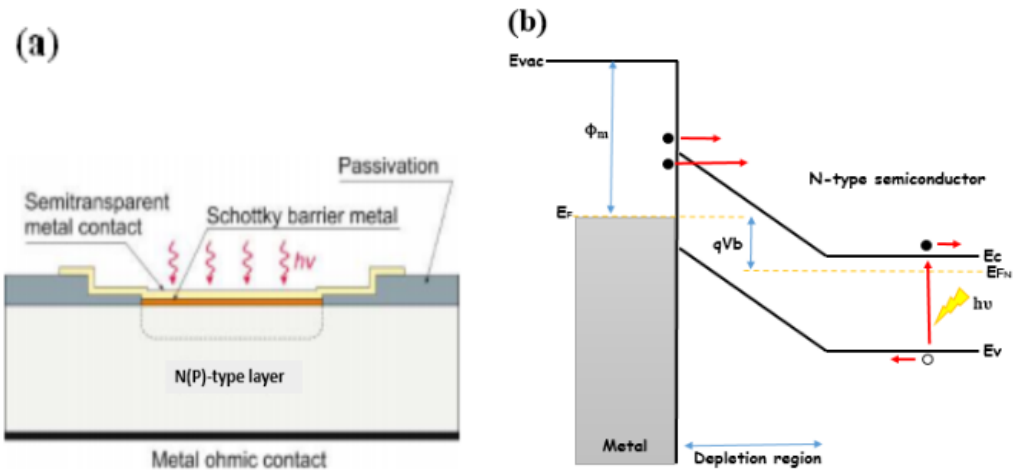 (a)
Passivation
Semitransparent
metal contact
Schottky barrier metal
hν
N(P)-type layer
Metal ohmic contact
(b)
Evac
ϕm
N-type semiconductor
EF
qVb
Ec
EFN
hυ
Ev
Metal
Depletion region